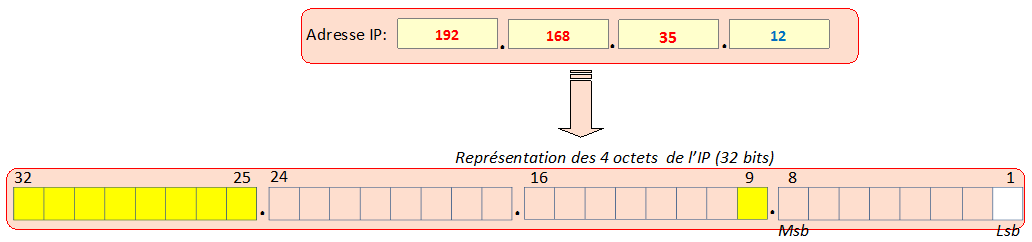 Adresse IP: 192 . 168 . 35 . 12
Représentation des 4 octets de l’IP (32 bits)
32 25 24 16 9 8 1
. . .
Msb Lsb